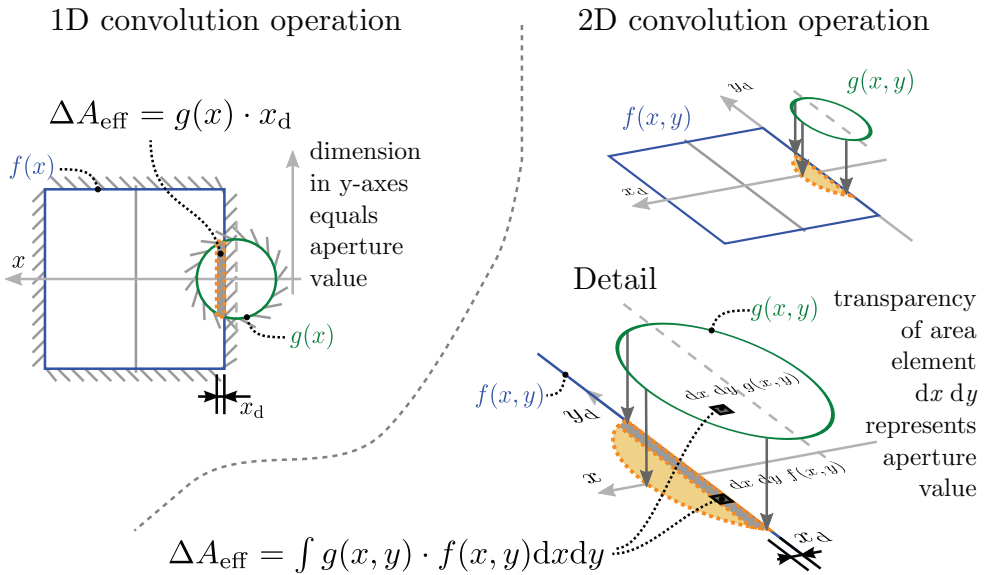 1D convolution operation
ΔA_eff = g(x) · x_d
f(x)
dimension
in y-axes
equals
aperture
value
x
g(x)
x_d
2D convolution operation
y_d
g(x, y)
f(x, y)
x_d
Detail
transparency
of area
element
dx dy
represents
aperture
value
g(x, y)
dx dy g(x,y)
f(x, y)
y_d
x
dx dy f(x,y)
x_d
ΔA_eff = ∫ g(x, y) · f(x, y)dxdy